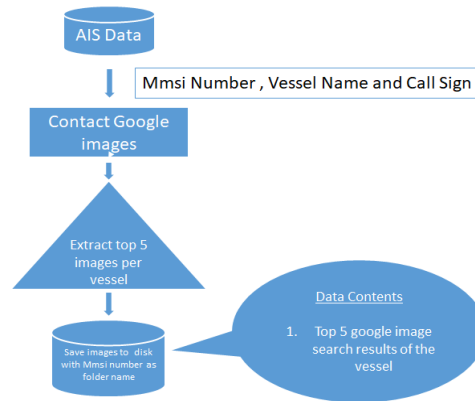 AIS Data
Mmsi Number , Vessel Name and Call Sign
Contact Google
images
Extract top 5
images per
vessel
Save images to disk
with Mmsi number as
folder name
Data Contents
1. Top 5 google image
search results of the
vessel